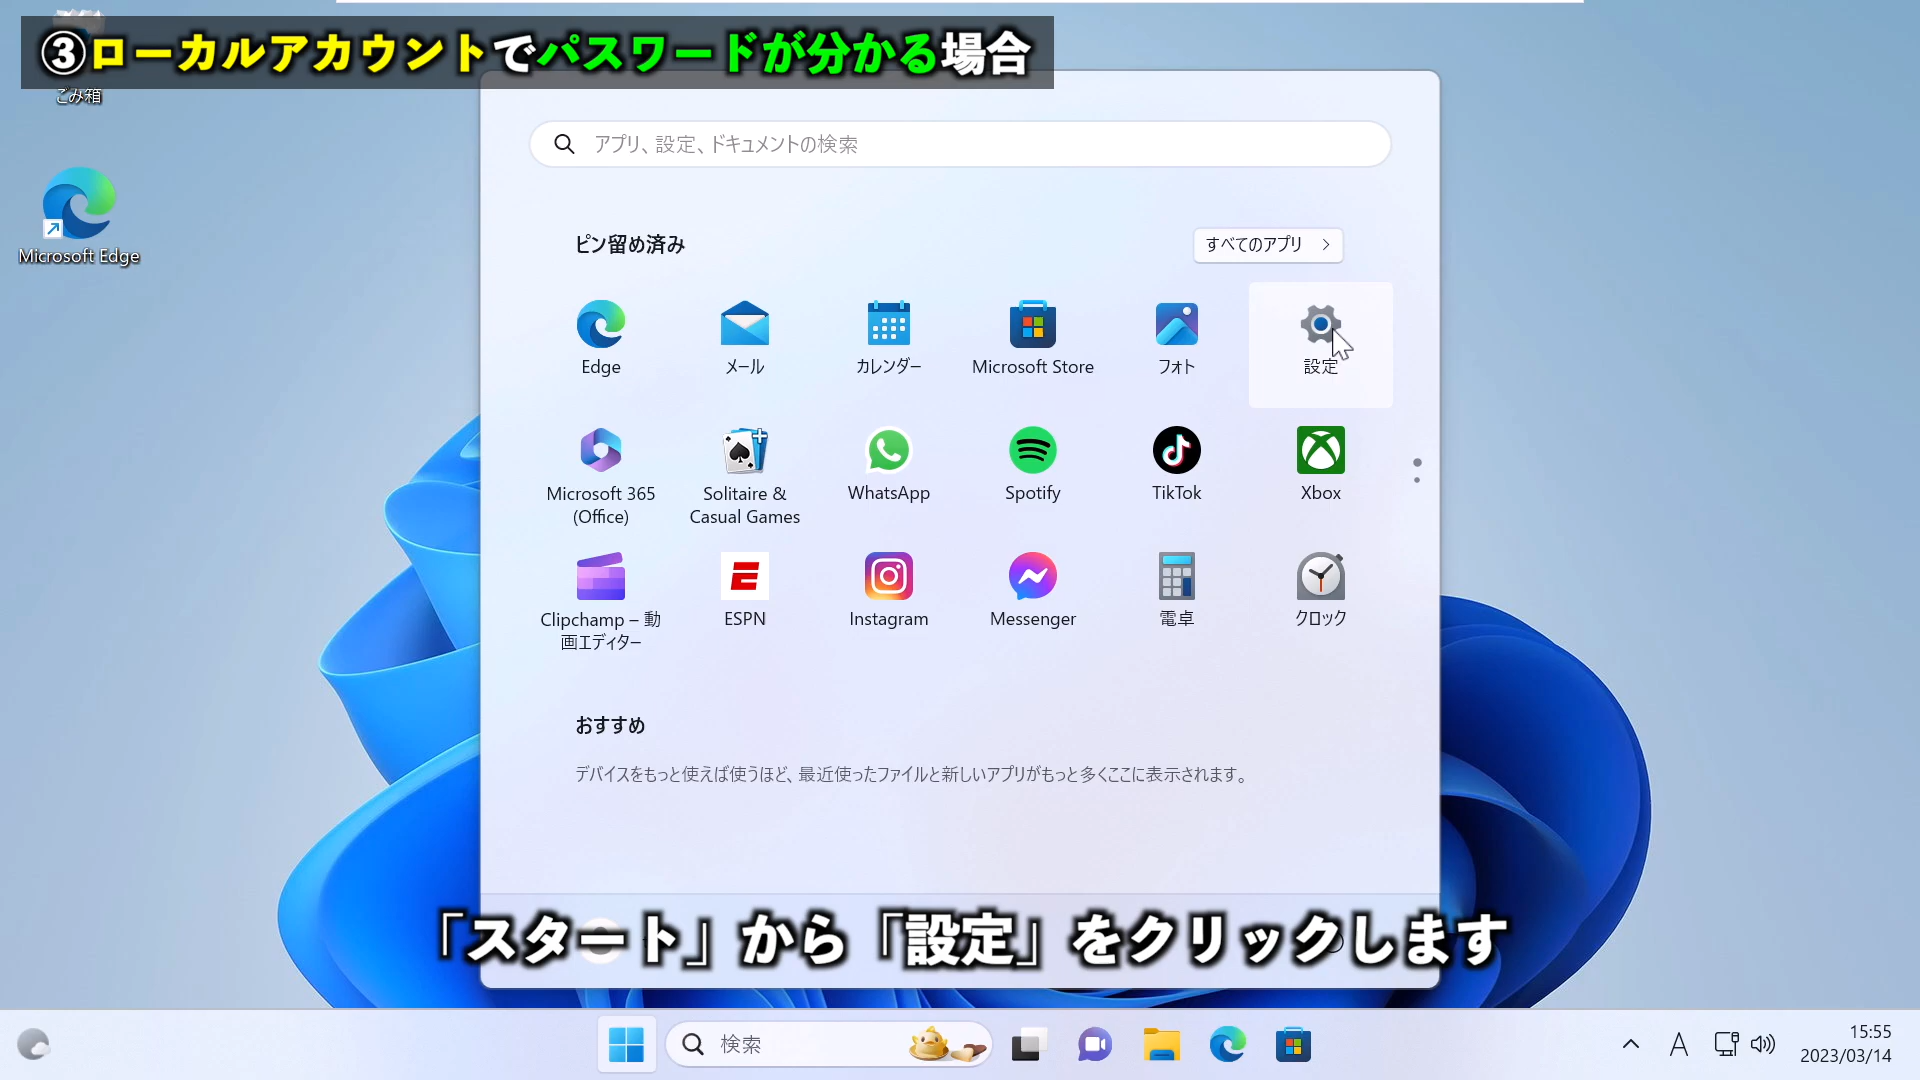 ③ローカルアカウントでパスワードが分かる場合
ごみ箱
Microsoft Edge
アプリ、設定、ドキュメントの検索
ピン留め済み
すべてのアプリ
Edge
メール
カレンダー
Microsoft Store
フォト
設定
Microsoft 365
(Office)
Solitaire &
Casual Games
WhatsApp
Spotify
TikTok
Xbox
Clipchamp – 動
画エディター
ESPN
Instagram
Messenger
電卓
クロック
おすすめ
デバイスをもっと使えば使うほど、最近使ったファイルと新しいアプリがもっと多くここに表示されます。
「スタート」から「設定」をクリックします
検索
A
15:55
2023/03/14